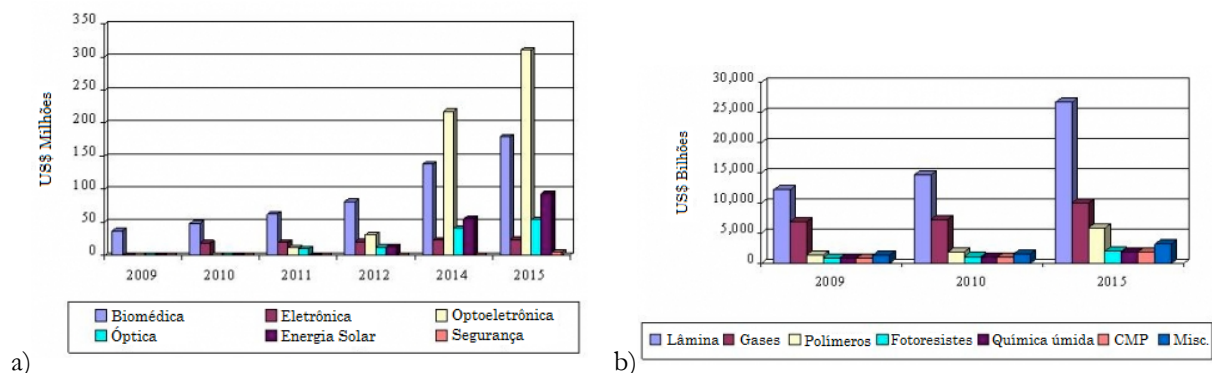 350
300
250
200
150
100
50
0
US$ Milhões
2009 2010 2011 2012 2014 2015
Biomédica Eletrônica Optoeletrônica
Óptica Energia Solar Segurança
a)
30,000
25,000
20,000
15,000
10,000
5,000
0
US$ Bilhões
2009 2010 2015
Lâmina Gases Polímeros Fotoresistes Química úmida CMP Misc.
b)